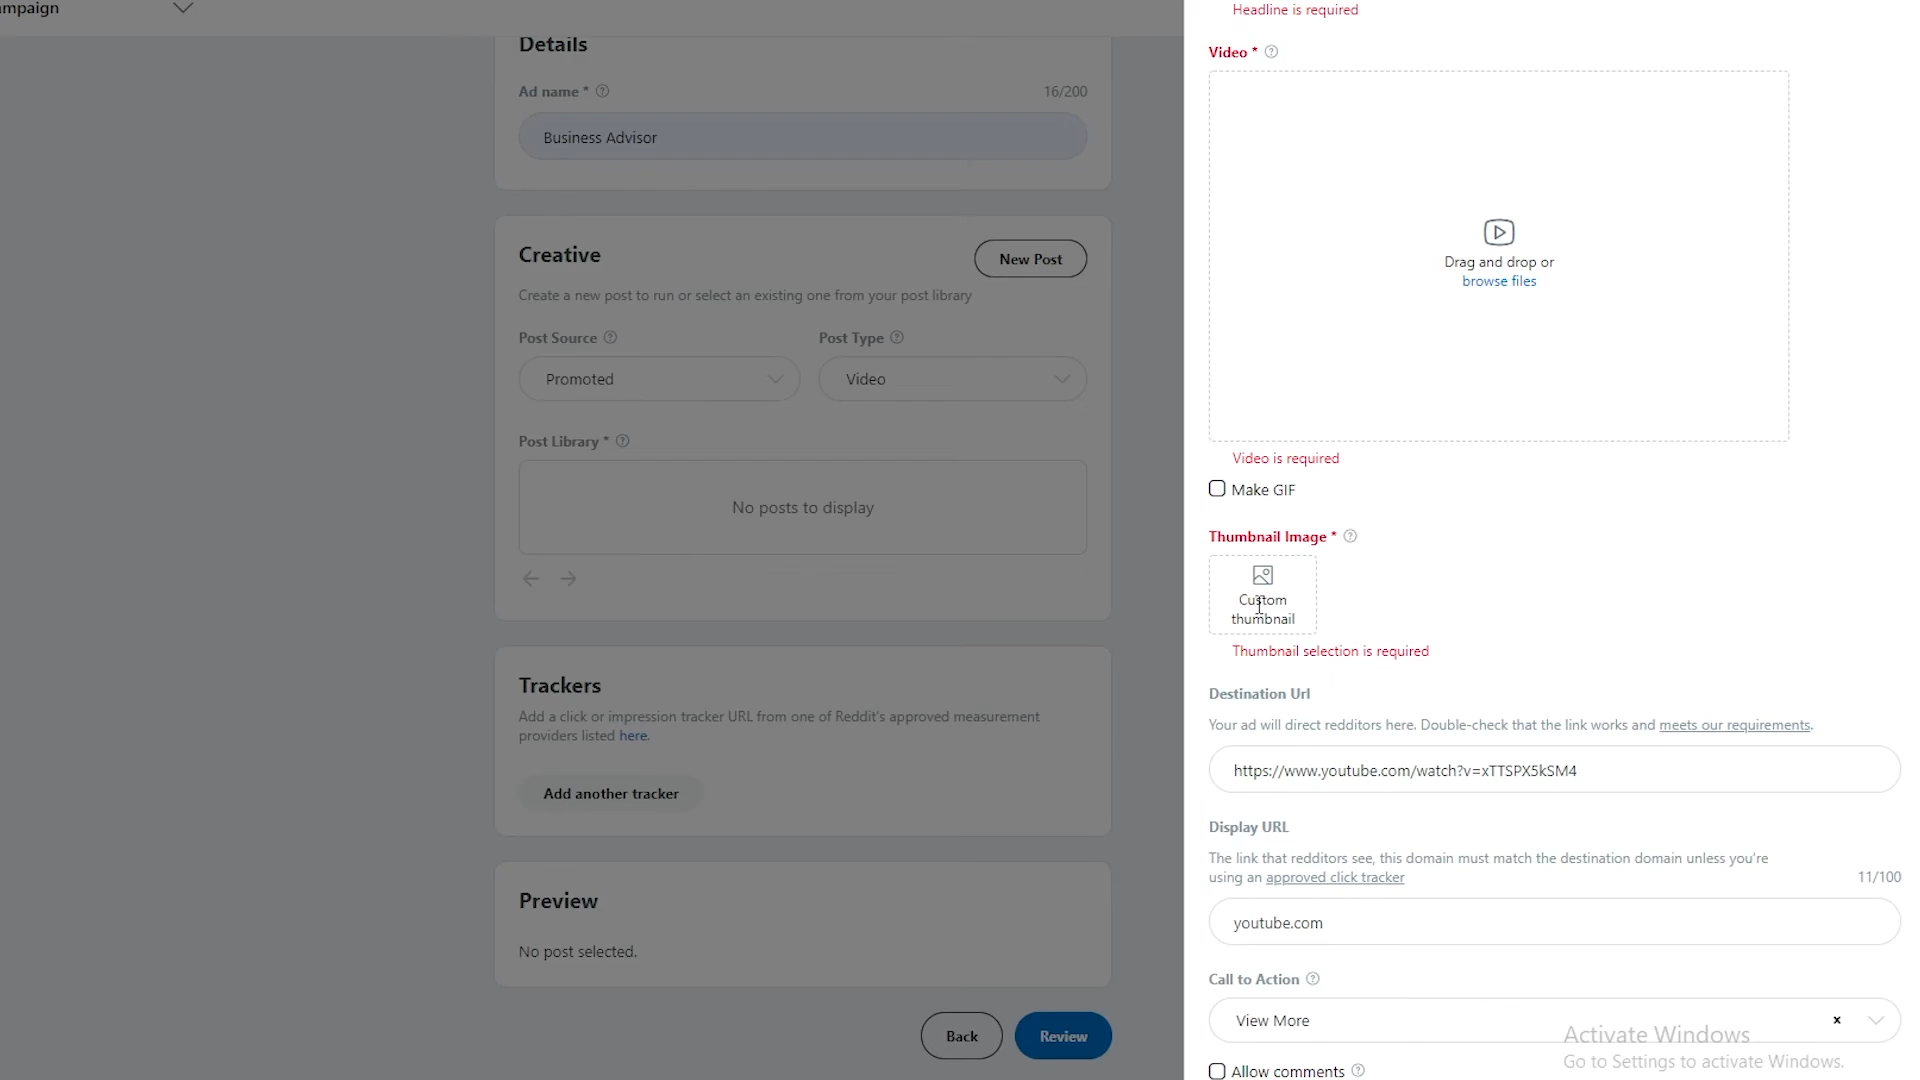 Details
Ad name *
16/200
Business Advisor
Creative
New Post
Create a new post to run or select an existing one from your post library
Post Source
Post Type
Promoted
Video
Post Library *
No posts to display
Trackers
Add a click or impression tracker URL from one of Reddit's approved measurement
providers listed here.
Add another tracker
Preview
No post selected.
Back
Review
Headline is required
Video *
Drag and drop or
browse files
Video is required
Make GIF
Thumbnail Image *
Custom
thumbnail
Thumbnail selection is required
Destination Url
Your ad will direct redditors here. Double-check that the link works and meets our requirements.
https://www.youtube.com/watch?v=xTTSPX5kSM4
Display URL
The link that redditors see, this domain must match the destination domain unless you're
using an approved click tracker
11/100
youtube.com
Call to Action
View More
x
Activate Windows
Go to Settings to activate Windows.
Allow comments